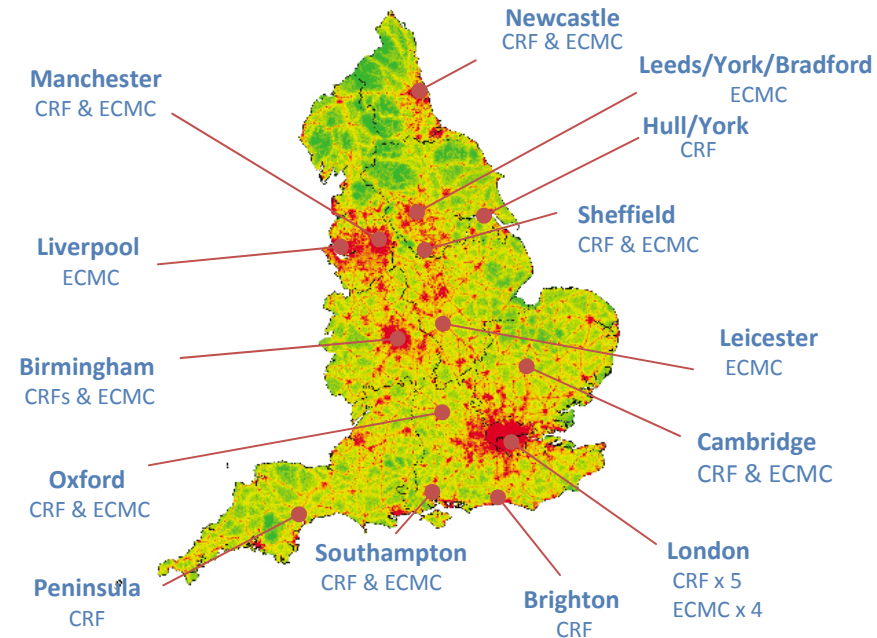 Newcastle
CRF & ECMC
Manchester
CRF & ECMC
Leeds/York/Bradford
ECMC
Hull/York
CRF
Sheffield
CRF & ECMC
Liverpool
ECMC
Leicester
ECMC
Birmingham
CRFs & ECMC
Cambridge
CRF & ECMC
Oxford
CRF & ECMC
Southampton
CRF & ECMC
London
CRF x 5
ECMC x 4
Peninsula
CRF
Brighton
CRF